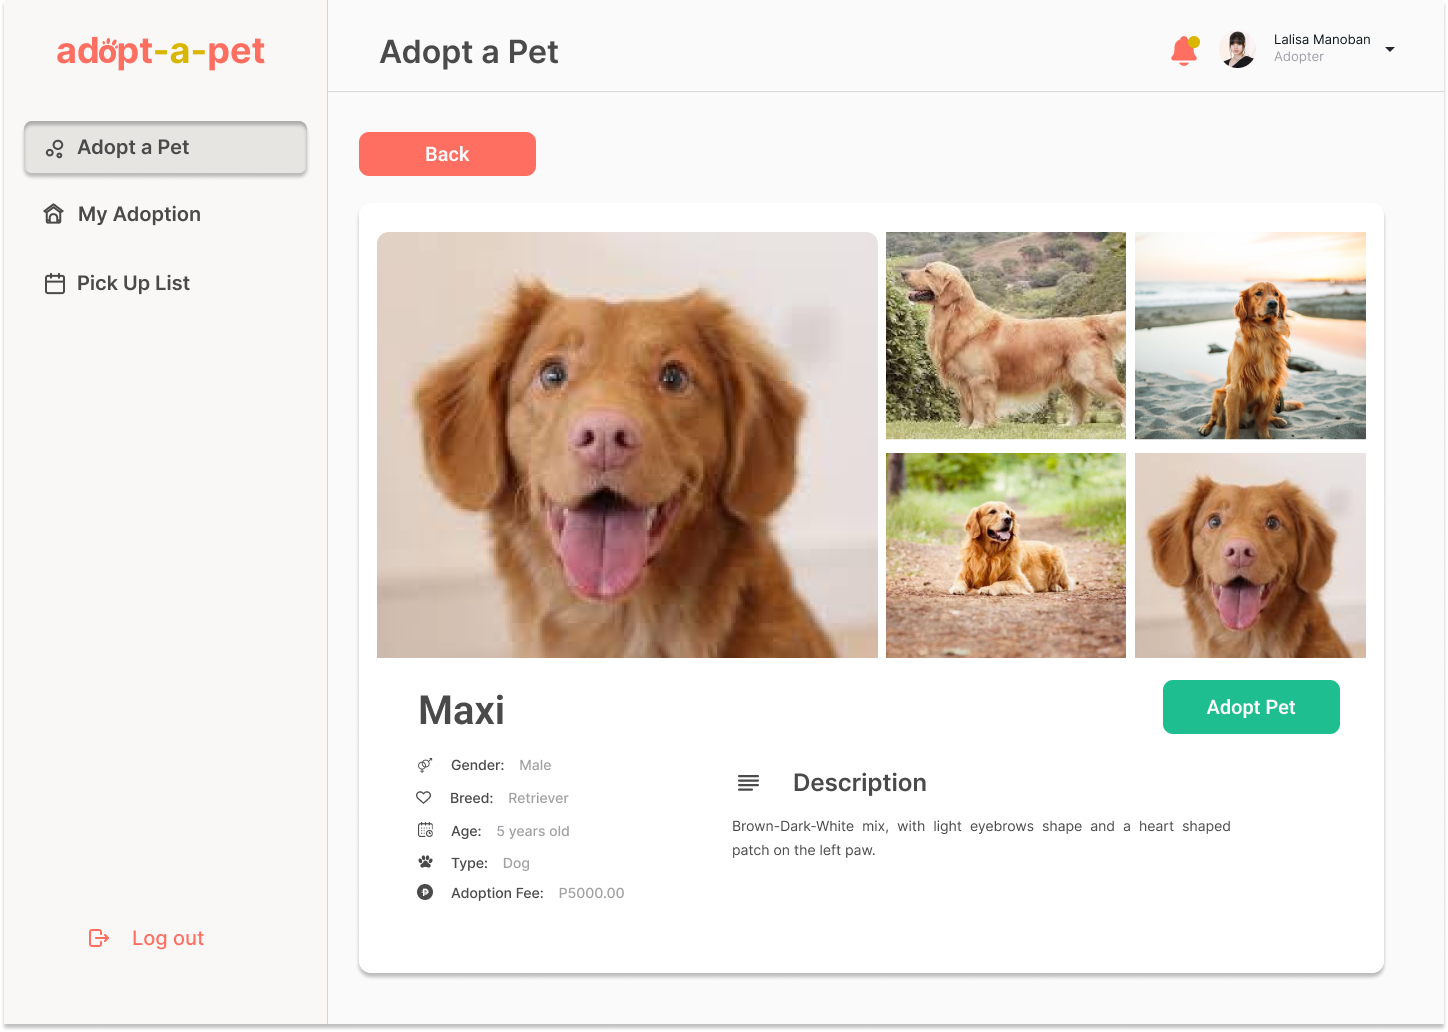 adopt-a-pet
Adopt a Pet
My Adoption
Pick Up List
Log out
Adopt a Pet
Lalisa Manoban
Adopter
Back
Maxi
Adopt Pet
Gender: Male
Breed: Retriever
Age: 5 years old
Type: Dog
Adoption Fee: P5000.00
Description
Brown-Dark-White mix, with light eyebrows shape and a heart shaped
patch on the left paw.